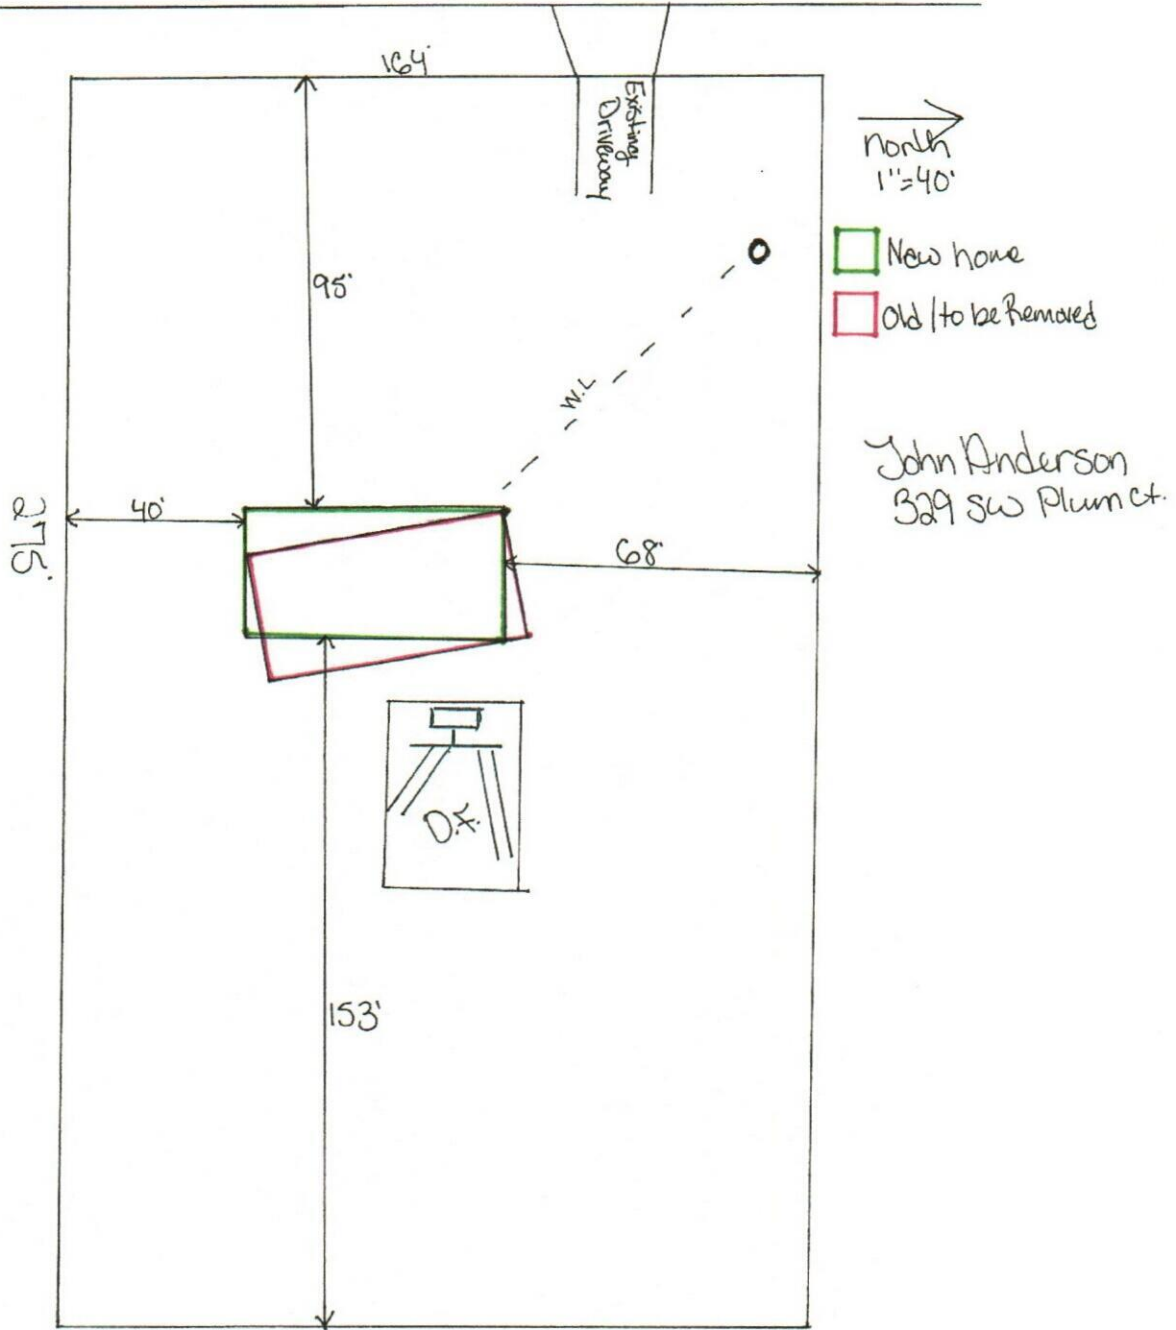 164'
Existing
Driveway
north
1"=40'
95'
New home
Old / to be Removed
W.L
John Anderson
329 SW Plum Ct.
40'
275'
68'
D.f.
153'